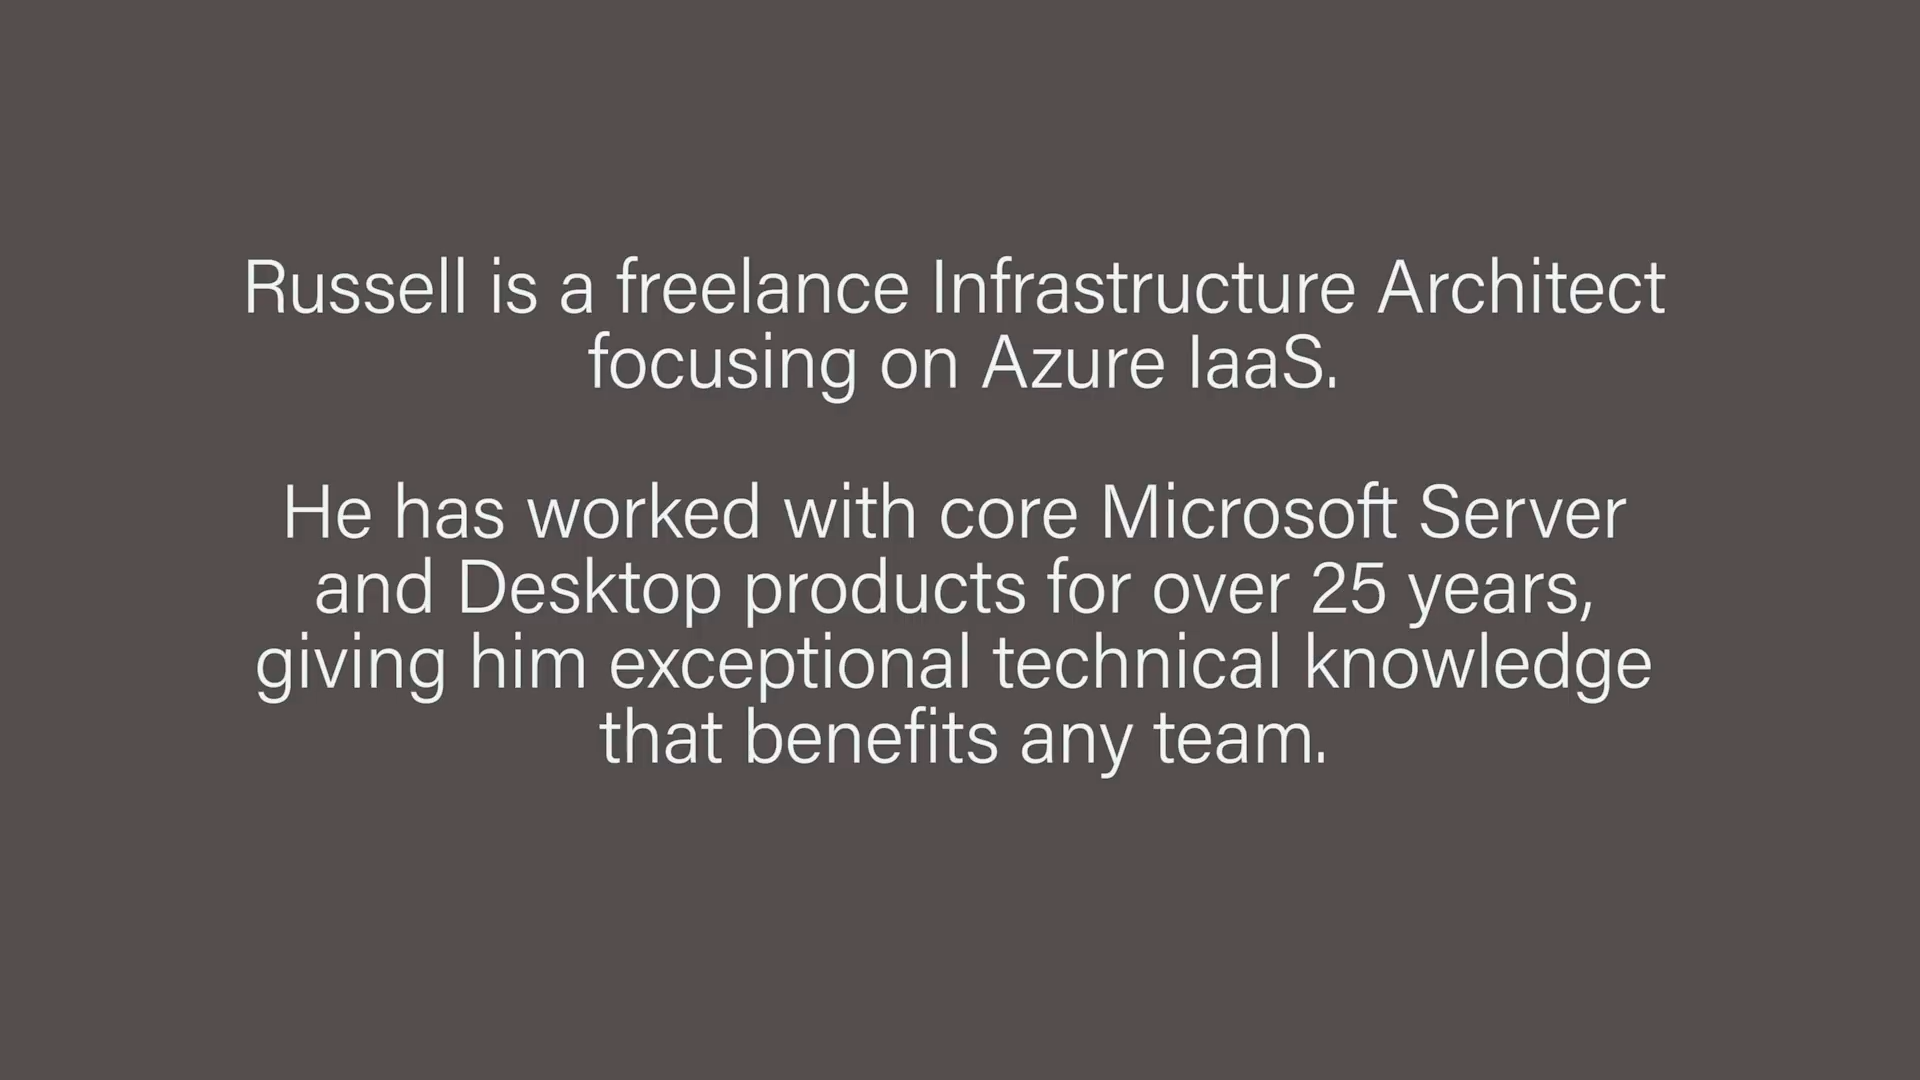 Russell is a freelance Infrastructure Architect
focusing on Azure IaaS.
He has worked with core Microsoft Server
and Desktop products for over 25 years,
giving him exceptional technical knowledge
that benefits any team.